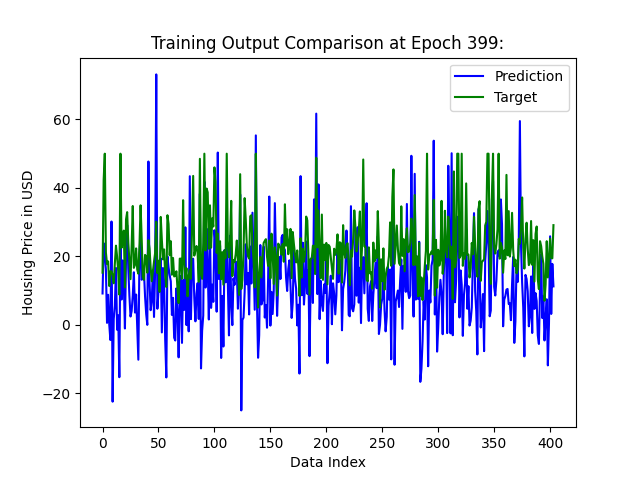 Training Output Comparison at Epoch 399:
Prediction
Target
60
40
20
0
−20
Housing Price in USD
0
50
100
150
200
250
300
350
400
Data Index